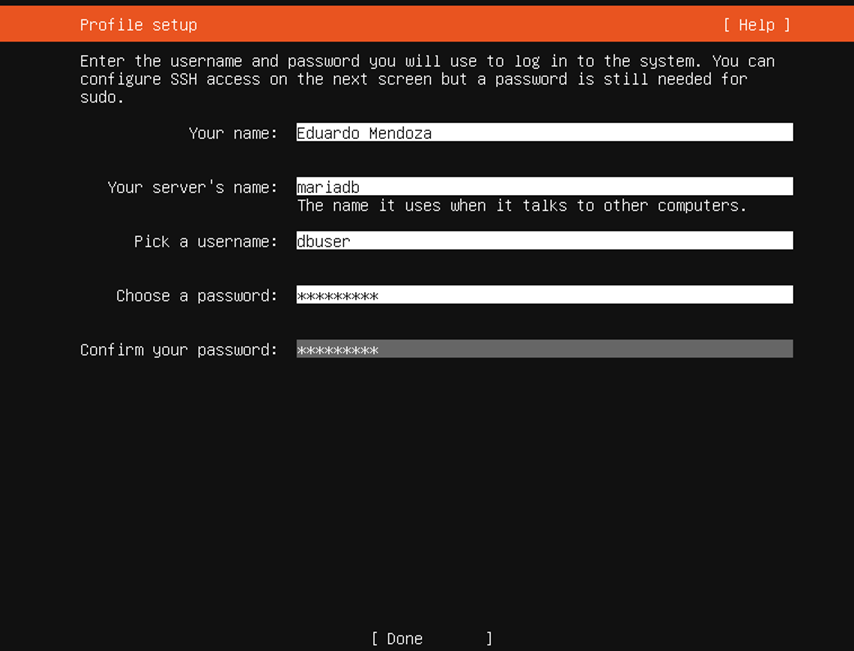 Profile setup [ Help ]
Enter the username and password you will use to log in to the system. You can
configure SSH access on the next screen but a password is still needed for
sudo.
Your name: Eduardo Mendoza
Your server's name: mariadb
The name it uses when it talks to other computers.
Pick a username: dbuser
Choose a password: *********
Confirm your password: *********
[ Done ]